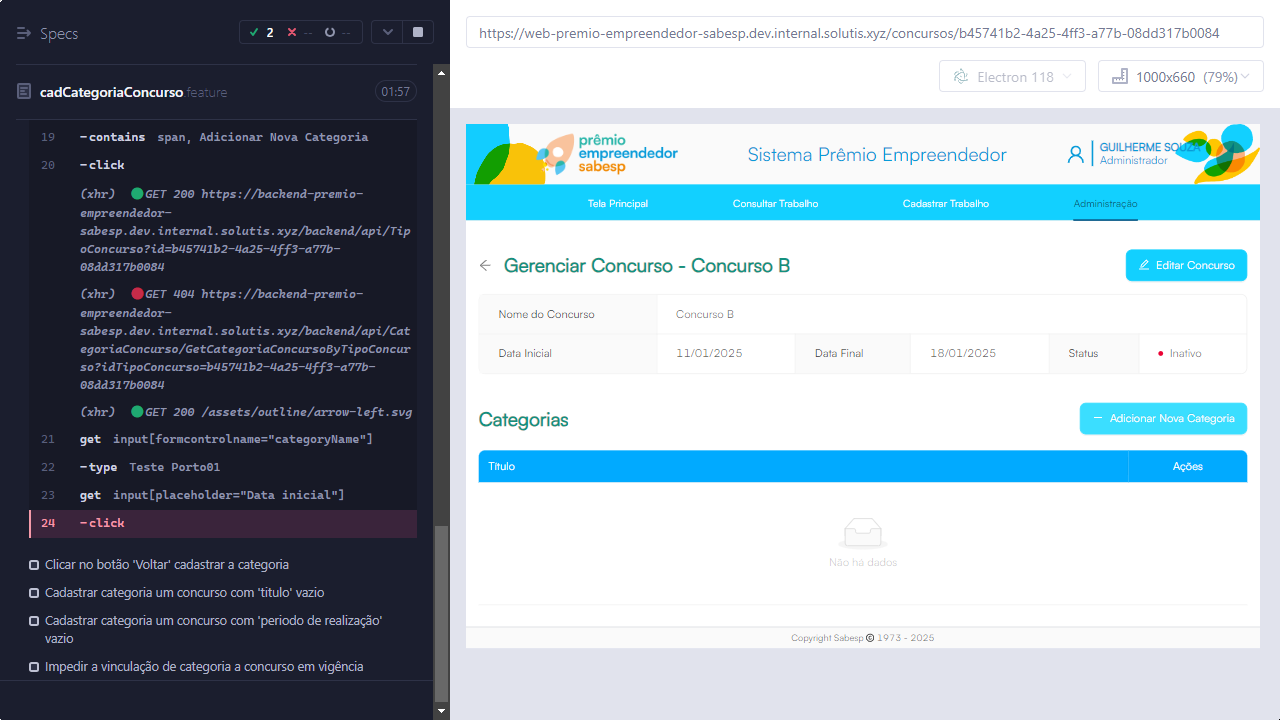 Specs
2
--
--
cadCategoriaConcurso feature
01:57
19 -contains span, Adicionar Nova Categoria
20 -click
(xhr) GET 200 https://backend-premio-
empreendedor-
sabesp.dev.internal.solutis.xyz/backend/api/Tip
oConcurso?id=b45741b2-4a25-4ff3-a77b-
08dd317b0084
(xhr) GET 404 https://backend-premio-
empreendedor-
sabesp.dev.internal.solutis.xyz/backend/api/Cat
egoriaConcurso/GetCategoriaConcursoByTipoConcur
so?idTipoConcurso=b45741b2-4a25-4ff3-a77b-
08dd317b0084
(xhr) GET 200 /assets/outline/arrow-left.svg
21 get input[formcontrolname="categoryName"]
22 -type Teste Porto01
23 get input[placeholder="Data inicial"]
24 -click
Clicar no botão 'Voltar' cadastrar a categoria
Cadastrar categoria um concurso com 'título' vazio
Cadastrar categoria um concurso com 'periodo de realização'
vazio
Impedir a vinculação de categoria a concurso em vigência
https://web-premio-empreendedor-sabesp.dev.internal.solutis.xyz/concursos/b45741b2-4a25-4ff3-a77b-08dd317b0084
Electron 118
1000x660 (79%)
prêmio
empreendedor
sabesp
Sistema Prêmio Empreendedor
GUILHERME SOUZA
Administrador
Tela Principal
Consultar Trabalho
Cadastrar Trabalho
Administração
Gerenciar Concurso - Concurso B
Editar Concurso
Nome do Concurso
Concurso B
Data Inicial
11/01/2025
Data Final
18/01/2025
Status
Inativo
Categorias
Adicionar Nova Categoria
Título
Ações
Não há dados
Copyright Sabesp © 1973 - 2025